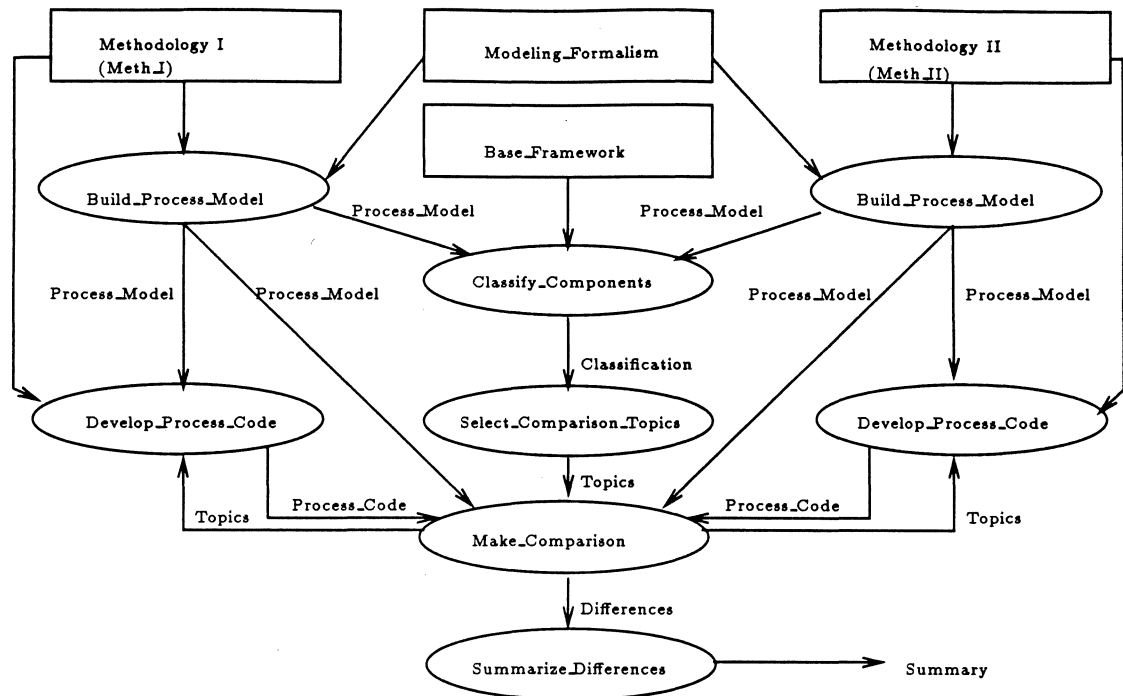 Methodology I
(Meth_I)
Modeling_Formalism
Methodology II
(Meth_II)
Base_Framework
Build_Process_Model
Build_Process_Model
Process_Model
Process_Model
Classify_Components
Process_Model
Process_Model
Process_Model
Process_Model
Classification
Develop_Process_Code
Select_Comparison_Topics
Develop_Process_Code
Topics
Process_Code
Process_Code
Topics
Topics
Make_Comparison
Differences
Summarize_Differences
Summary